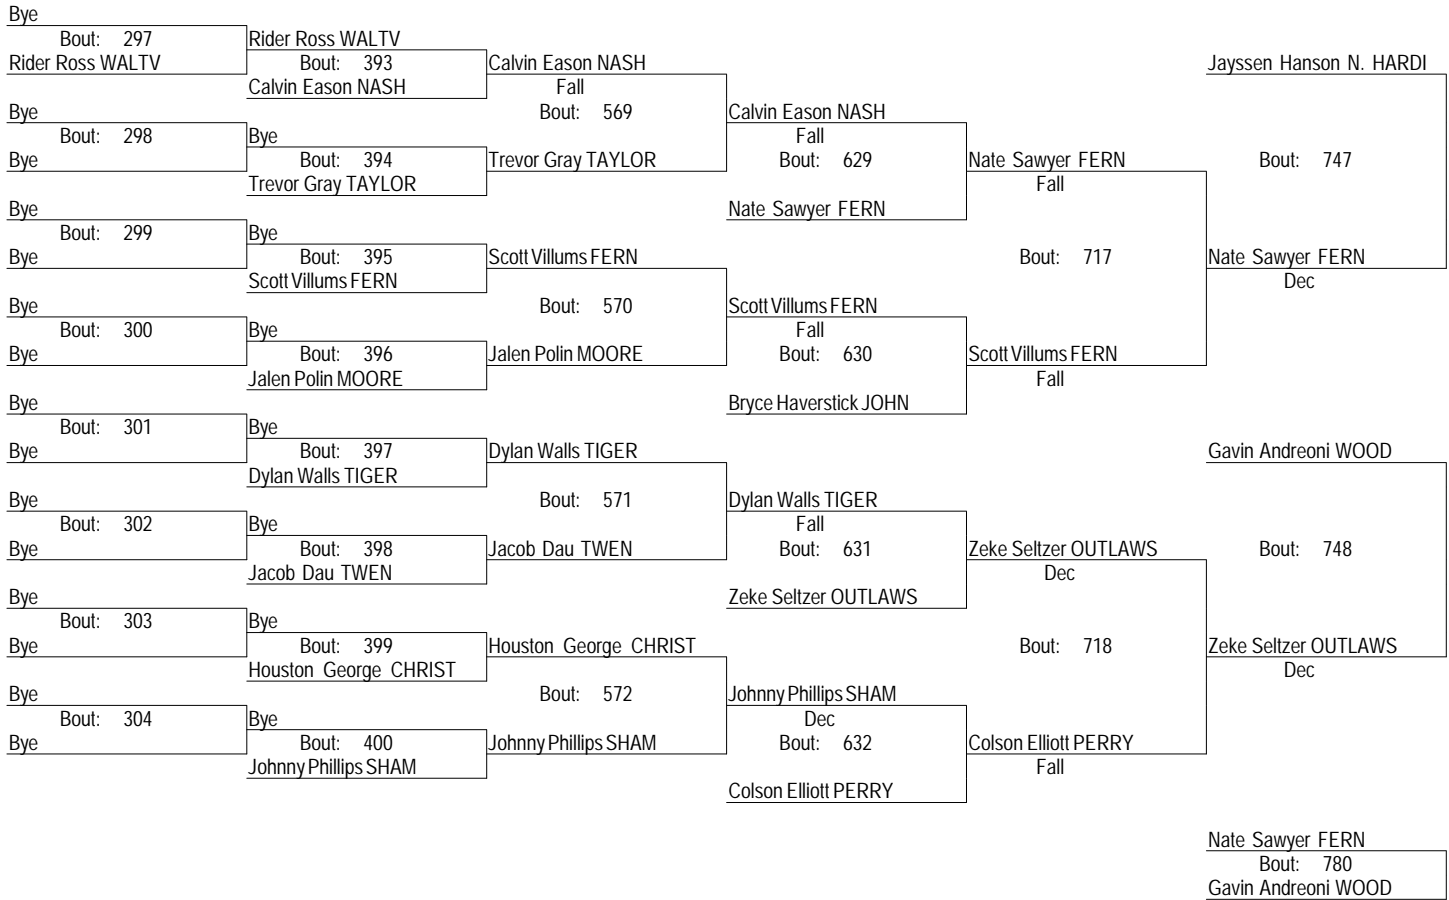 Bye
Bout: 297
Rider Ross WALTV
Bye
Bout: 298
Bye
Bye
Bout: 299
Bye
Bye
Bout: 300
Bye
Bye
Bout: 301
Bye
Bye
Bout: 302
Bye
Bye
Bout: 303
Bye
Bye
Bout: 304
Bye
Rider Ross WALTV
Bout: 393
Calvin Eason NASH
Bye
Bout: 394
Trevor Gray TAYLOR
Bye
Bout: 395
Scott Villums FERN
Bye
Bout: 396
Jalen Polin MOORE
Bye
Bout: 397
Dylan Walls TIGER
Bye
Bout: 398
Jacob Dau TWEN
Bye
Bout: 399
Houston George CHRIST
Bye
Bout: 400
Johnny Phillips SHAM
Calvin Eason NASH
Fall
Bout: 569
Trevor Gray TAYLOR
Scott Villums FERN
Bout: 570
Jalen Polin MOORE
Dylan Walls TIGER
Bout: 571
Jacob Dau TWEN
Houston George CHRIST
Bout: 572
Johnny Phillips SHAM
Calvin Eason NASH
Fall
Bout: 629
Nate Sawyer FERN
Scott Villums FERN
Fall
Bout: 630
Bryce Haverstick JOHN
Dylan Walls TIGER
Fall
Bout: 631
Zeke Seltzer OUTLAWS
Johnny Phillips SHAM
Dec
Bout: 632
Colson Elliott PERRY
Nate Sawyer FERN
Fall
Bout: 717
Scott Villums FERN
Fall
Zeke Seltzer OUTLAWS
Dec
Bout: 718
Colson Elliott PERRY
Fall
Jayssen Hanson N. HARDI
Bout: 747
Nate Sawyer FERN
Dec
Gavin Andreoni WOOD
Bout: 748
Zeke Seltzer OUTLAWS
Dec
Nate Sawyer FERN
Bout: 780
Gavin Andreoni WOOD